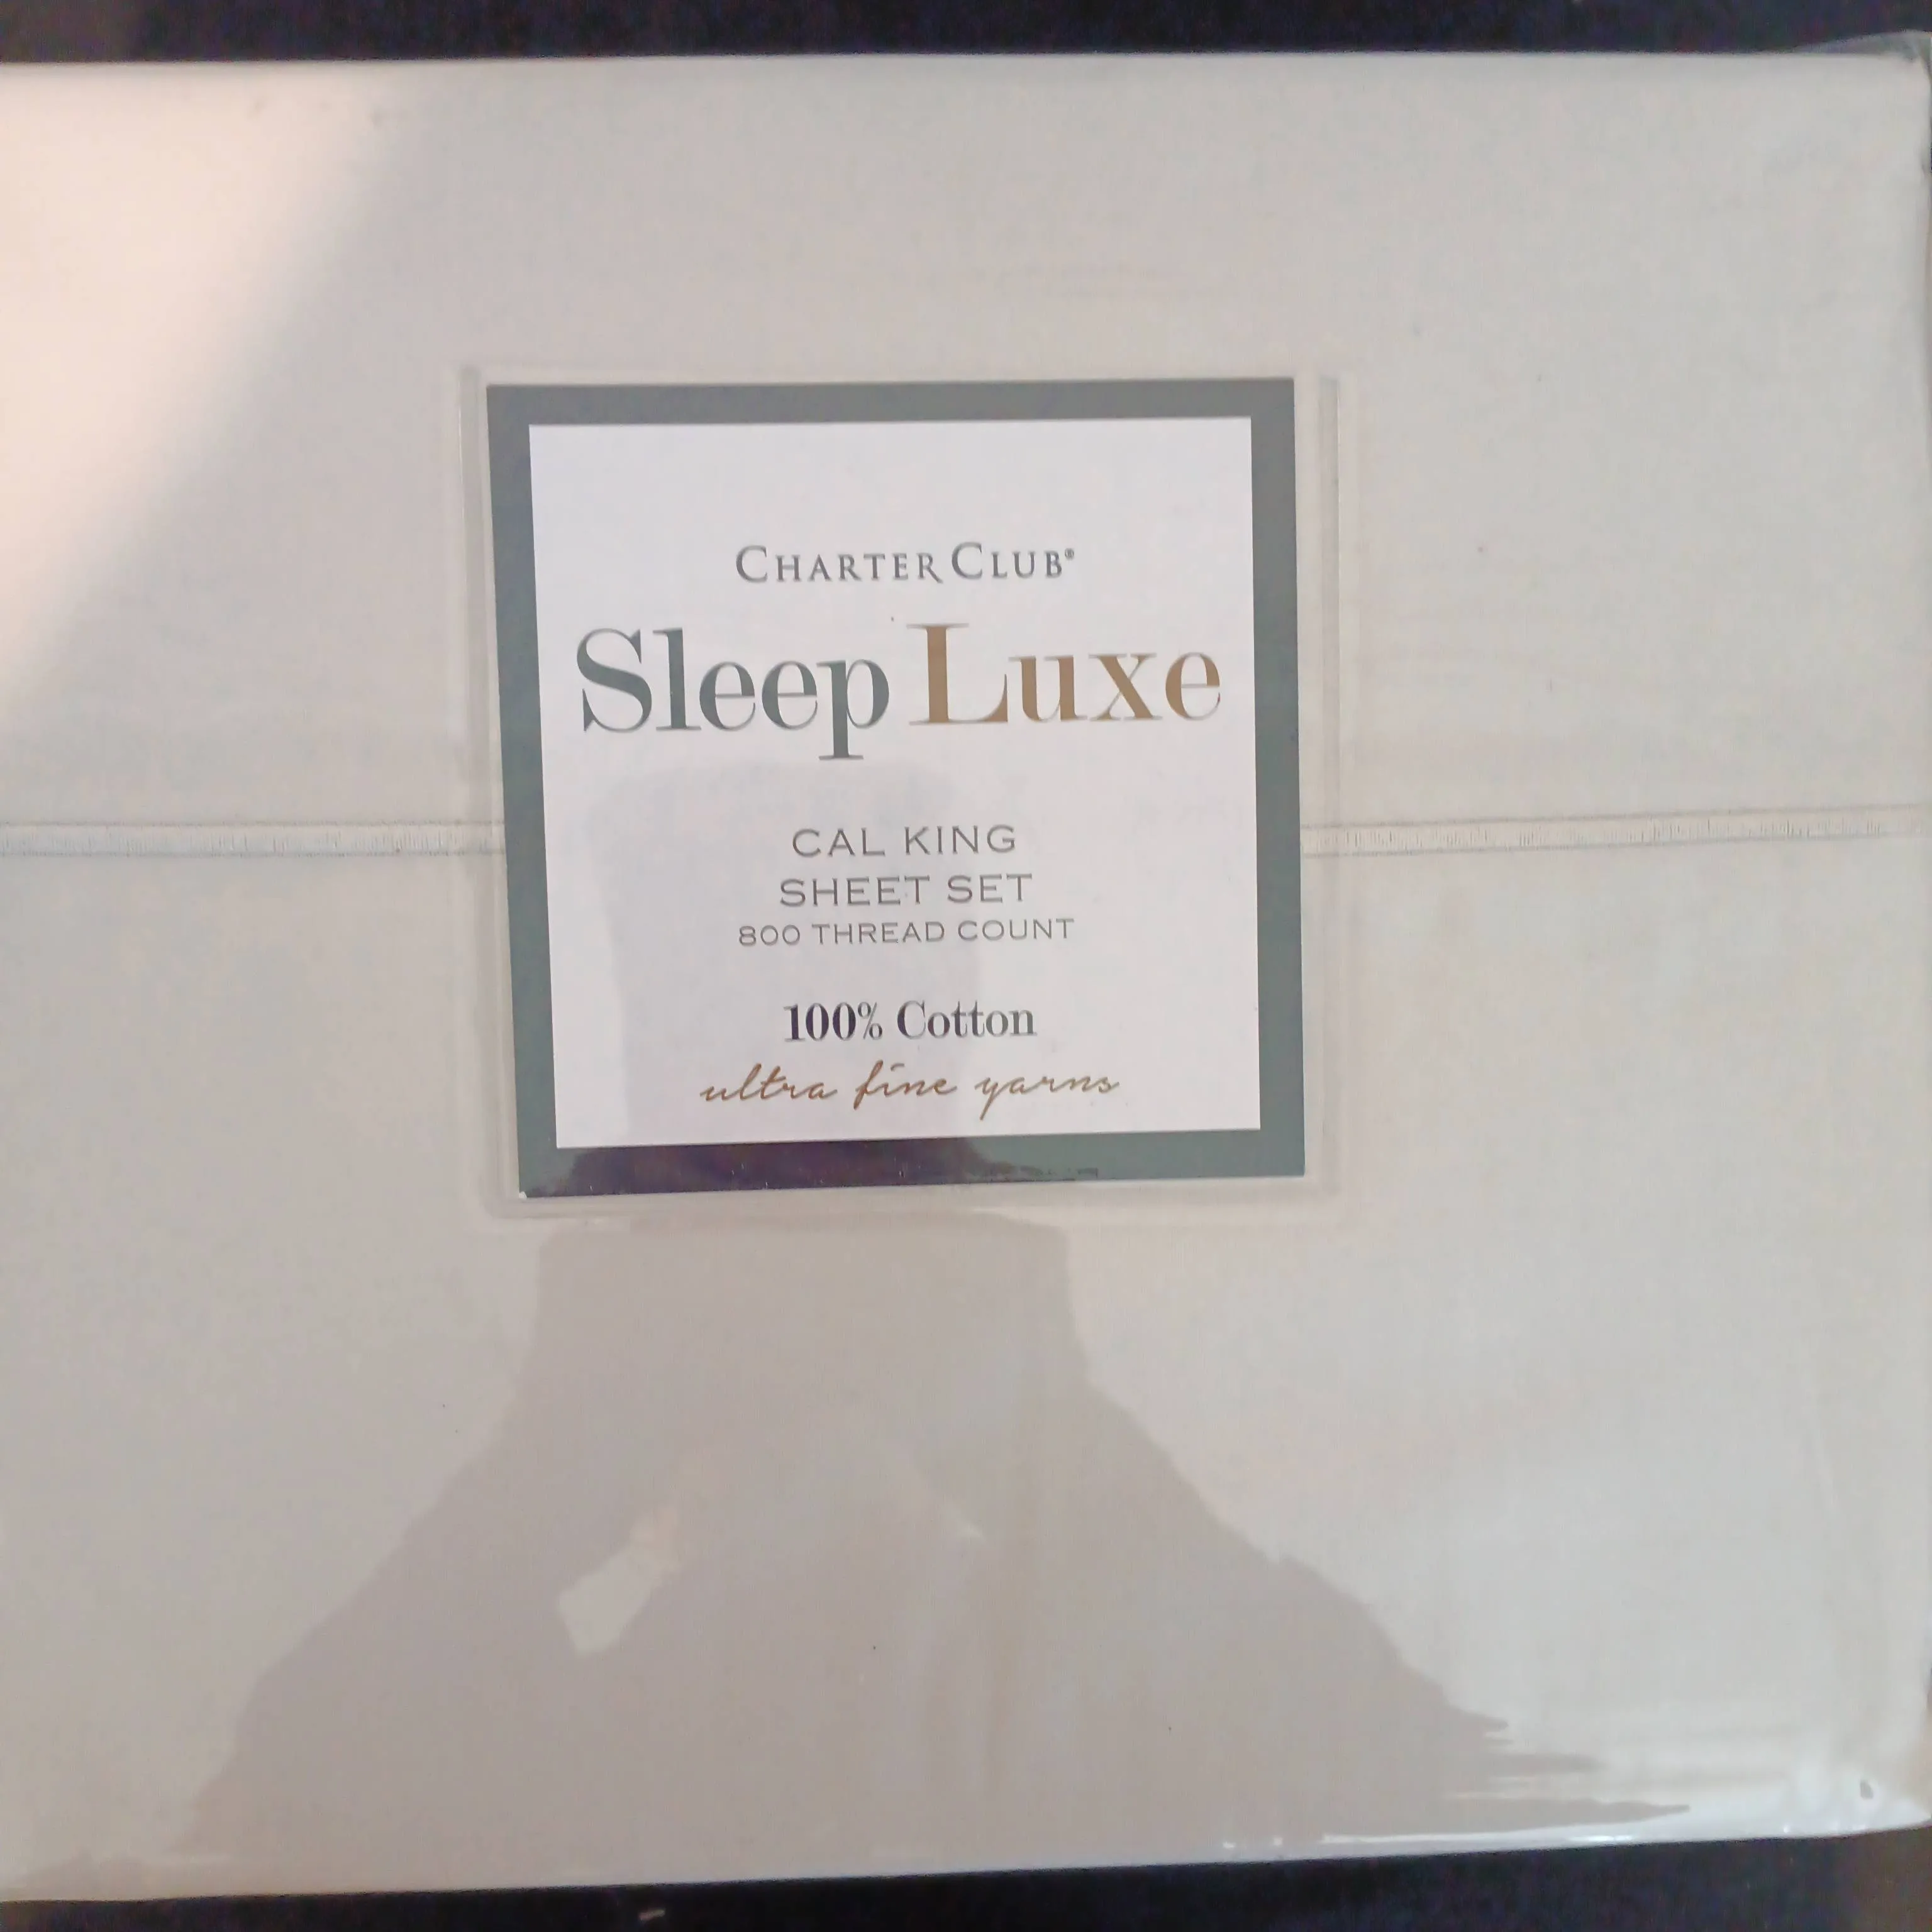 CHARTER CLUB®
Sleep Luxe
CAL KING
SHEET SET
800 THREAD COUNT
100% Cotton
ultra fine yarns